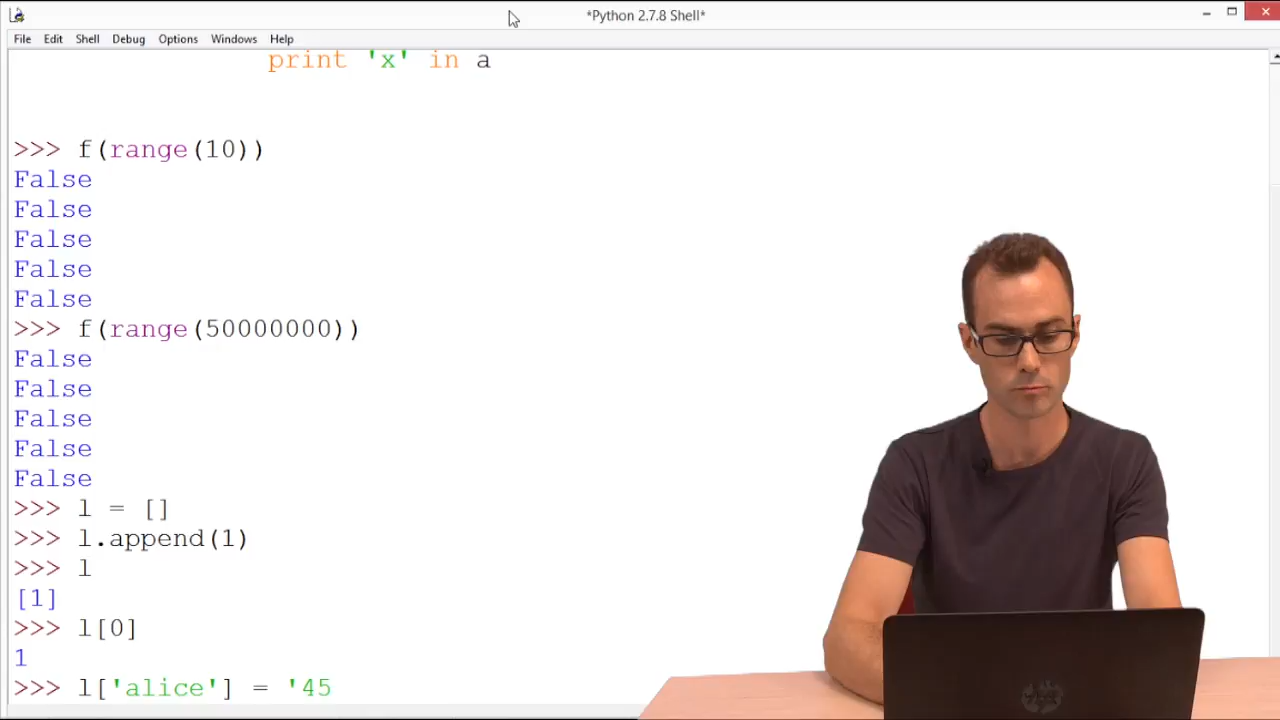 *Python 2.7.8 Shell*
File Edit Shell Debug Options Windows Help
print 'x' in a
>>> f(range(10))
False
False
False
False
False
>>> f(range(50000000))
False
False
False
False
False
>>> l = []
>>> l.append(1)
>>> l
[1]
>>> l[0]
1
>>> l['alice'] = '45